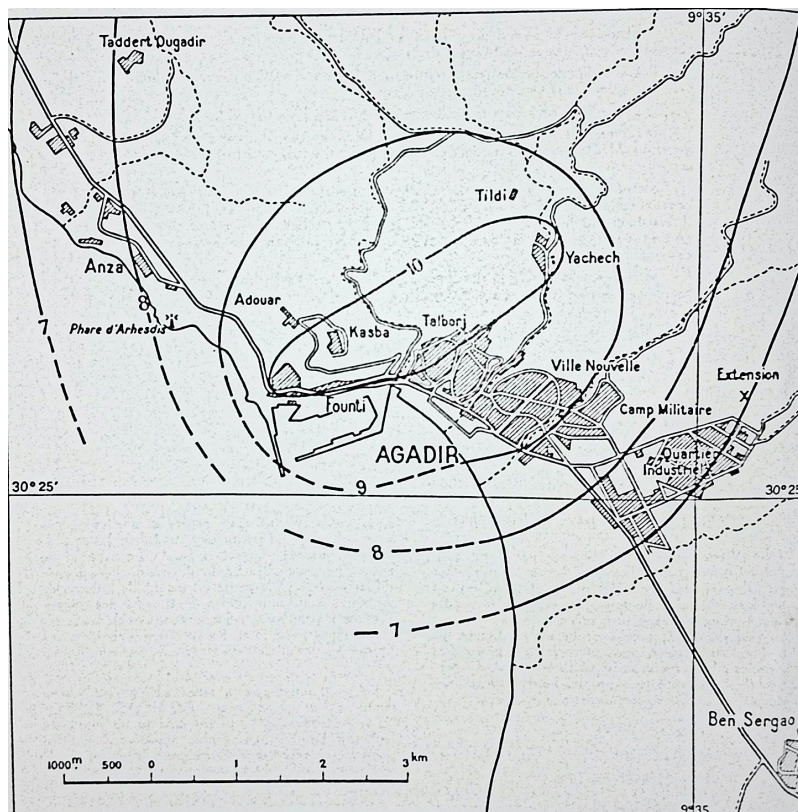 9° 35'
Taddert Ougadir
Tildi
Yachech
10
Anza
8
7
Phare d'Arhesdis
Adouar
Kasba
Talborj
Ville Nouvelle
Extension
Founti
Camp Militaire
AGADIR
Quartier
Industriel
30° 25'
30° 25'
9
8
7
Ben Sergao
1000 m. 500 0 1 2 3 km
9° 35